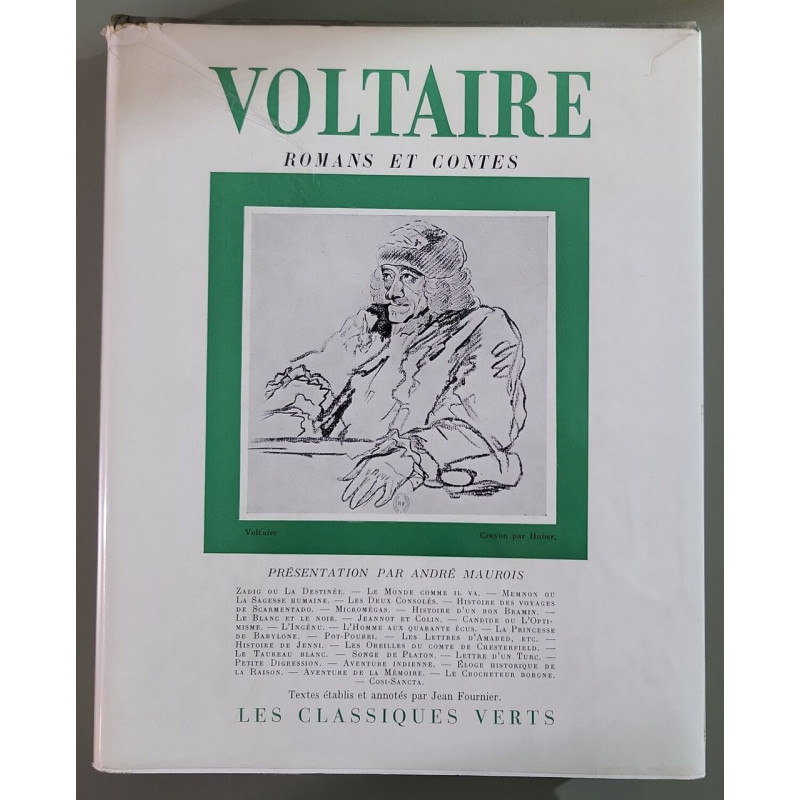 VOLTAIRE
ROMANS ET CONTES
Voltaire
Crayon par Huber.
PRÉSENTATION PAR ANDRÉ MAUROIS
Zadig ou La Destinée. — Le Monde comme il va. — Memnon ou
La Sagesse humaine. — Les Deux Consolés. — Histoire des voyages
de Scarmentado. — Micromégas. — Histoire d'un bon Bramin. —
Le Blanc et le noir. — Jeannot et Colin. — Candide ou L'Opti-
misme. — L'Ingénu. — L'Homme aux quarante écus. — La Princesse
de Babylone. — Pot-Pourri. — Les Lettres d'Amabed, etc. —
Histoire de Jenni. — Les Oreilles du comte de Chesterfield. —
Le Taureau blanc. — Songe de Platon. — Lettre d'un Turc. —
Petite Digression. — Aventure indienne. — Éloge historique de
la Raison. — Aventure de la Mémoire. — Le Crocheteur borgne.
— Cosi-Sancta.
Textes établis et annotés par Jean Fournier.
LES CLASSIQUES VERTS